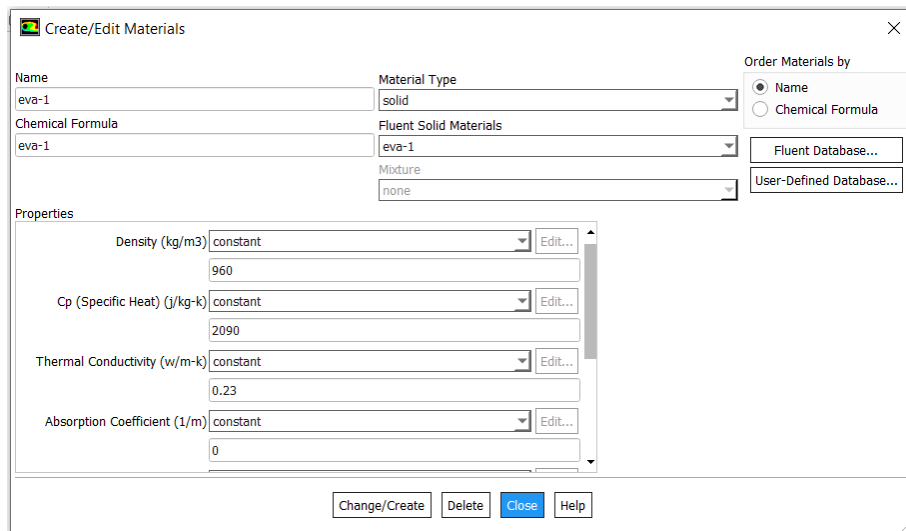 Create/Edit Materials
Name
eva-1
Chemical Formula
eva-1
Material Type
solid
Fluent Solid Materials
eva-1
Mixture
none
Order Materials by
Name
Chemical Formula
Fluent Database...
User-Defined Database...
Properties
Density (kg/m3) constant Edit...
960
Cp (Specific Heat) (j/kg-k) constant Edit...
2090
Thermal Conductivity (w/m-k) constant Edit...
0.23
Absorption Coefficient (1/m) constant Edit...
0
Change/Create Delete Close Help